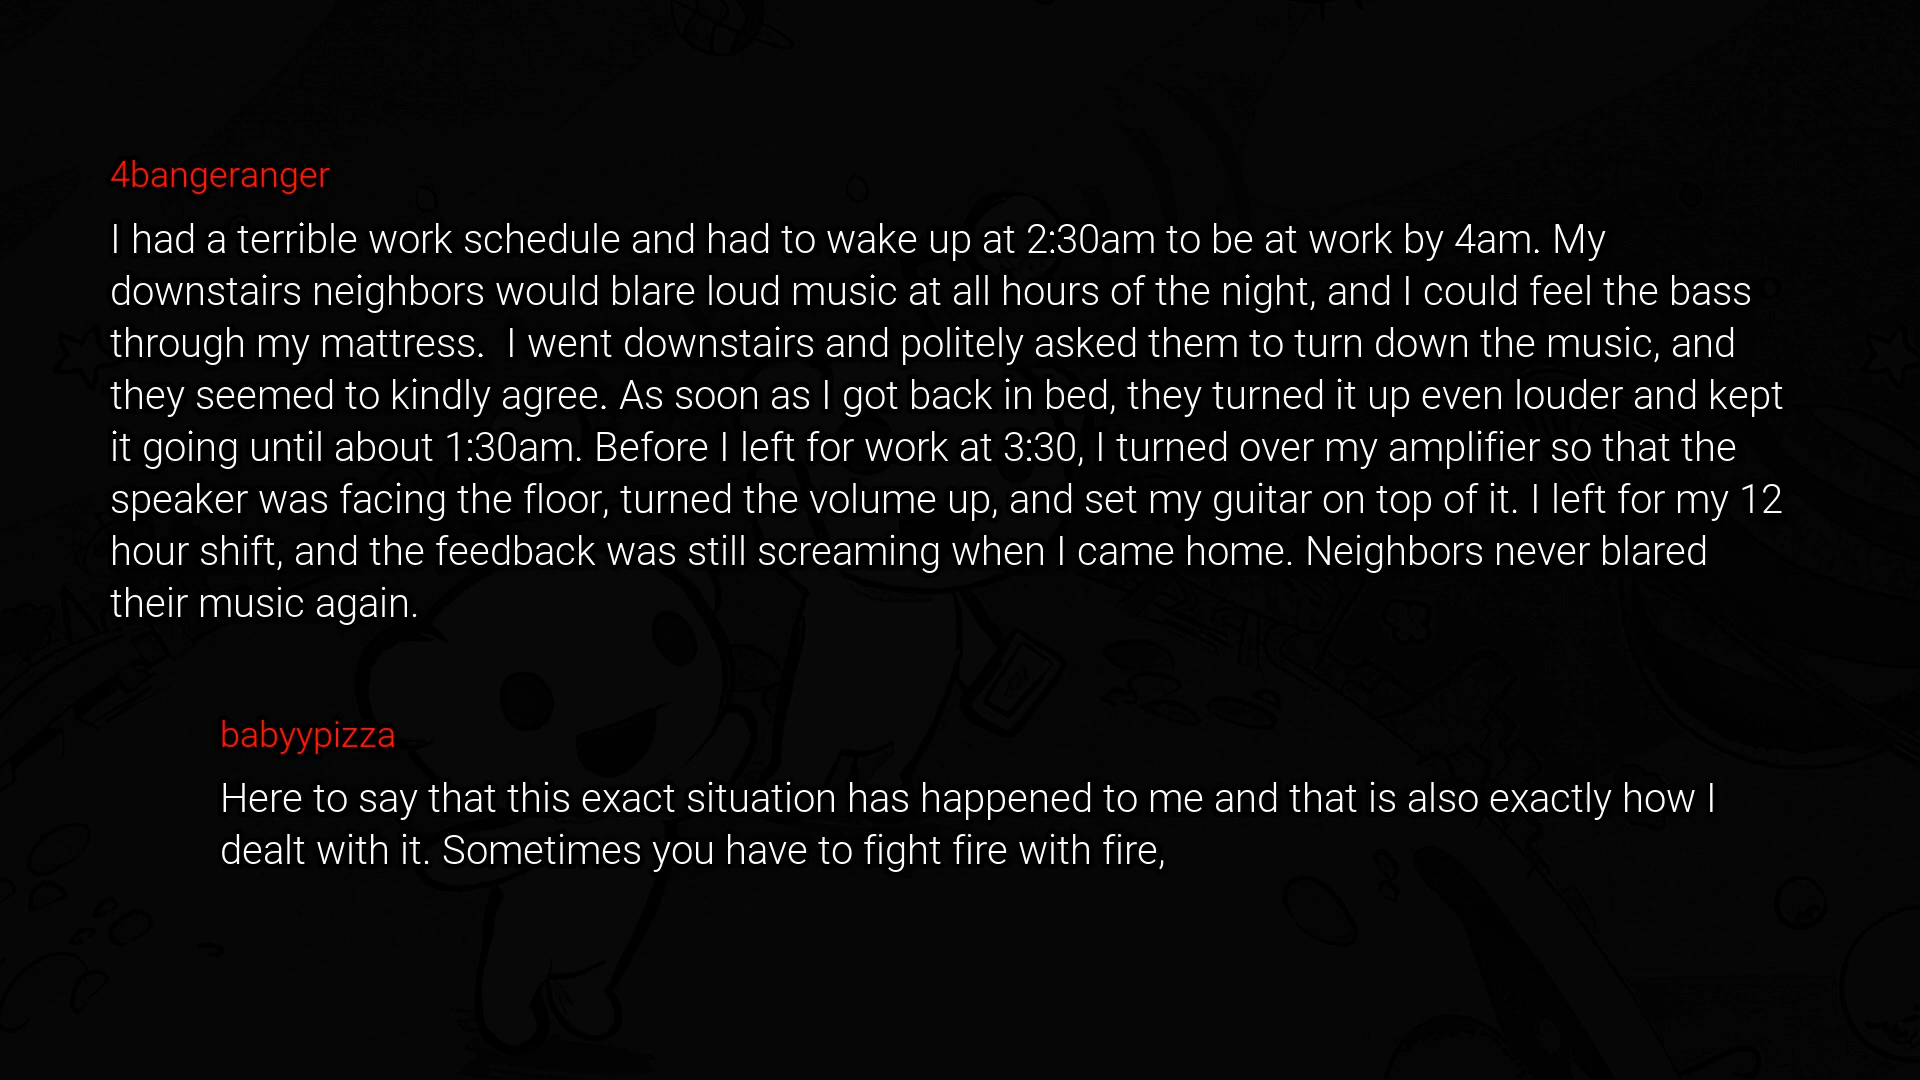 4bangeranger
I had a terrible work schedule and had to wake up at 2:30am to be at work by 4am. My
downstairs neighbors would blare loud music at all hours of the night, and I could feel the bass
through my mattress.  I went downstairs and politely asked them to turn down the music, and
they seemed to kindly agree. As soon as I got back in bed, they turned it up even louder and kept
it going until about 1:30am. Before I left for work at 3:30, I turned over my amplifier so that the
speaker was facing the floor, turned the volume up, and set my guitar on top of it. I left for my 12
hour shift, and the feedback was still screaming when I came home. Neighbors never blared
their music again.
babyypizza
Here to say that this exact situation has happened to me and that is also exactly how I
dealt with it. Sometimes you have to fight fire with fire,